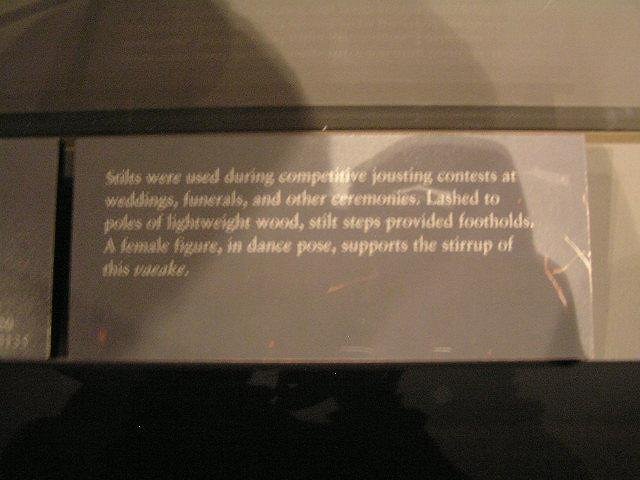 Stilts were used during competitive jousting contests at
weddings, funerals, and other ceremonies. Lashed to
poles of lightweight wood, stilt steps provided footholds.
A female figure, in dance pose, supports the stirrup of
this vaeake.